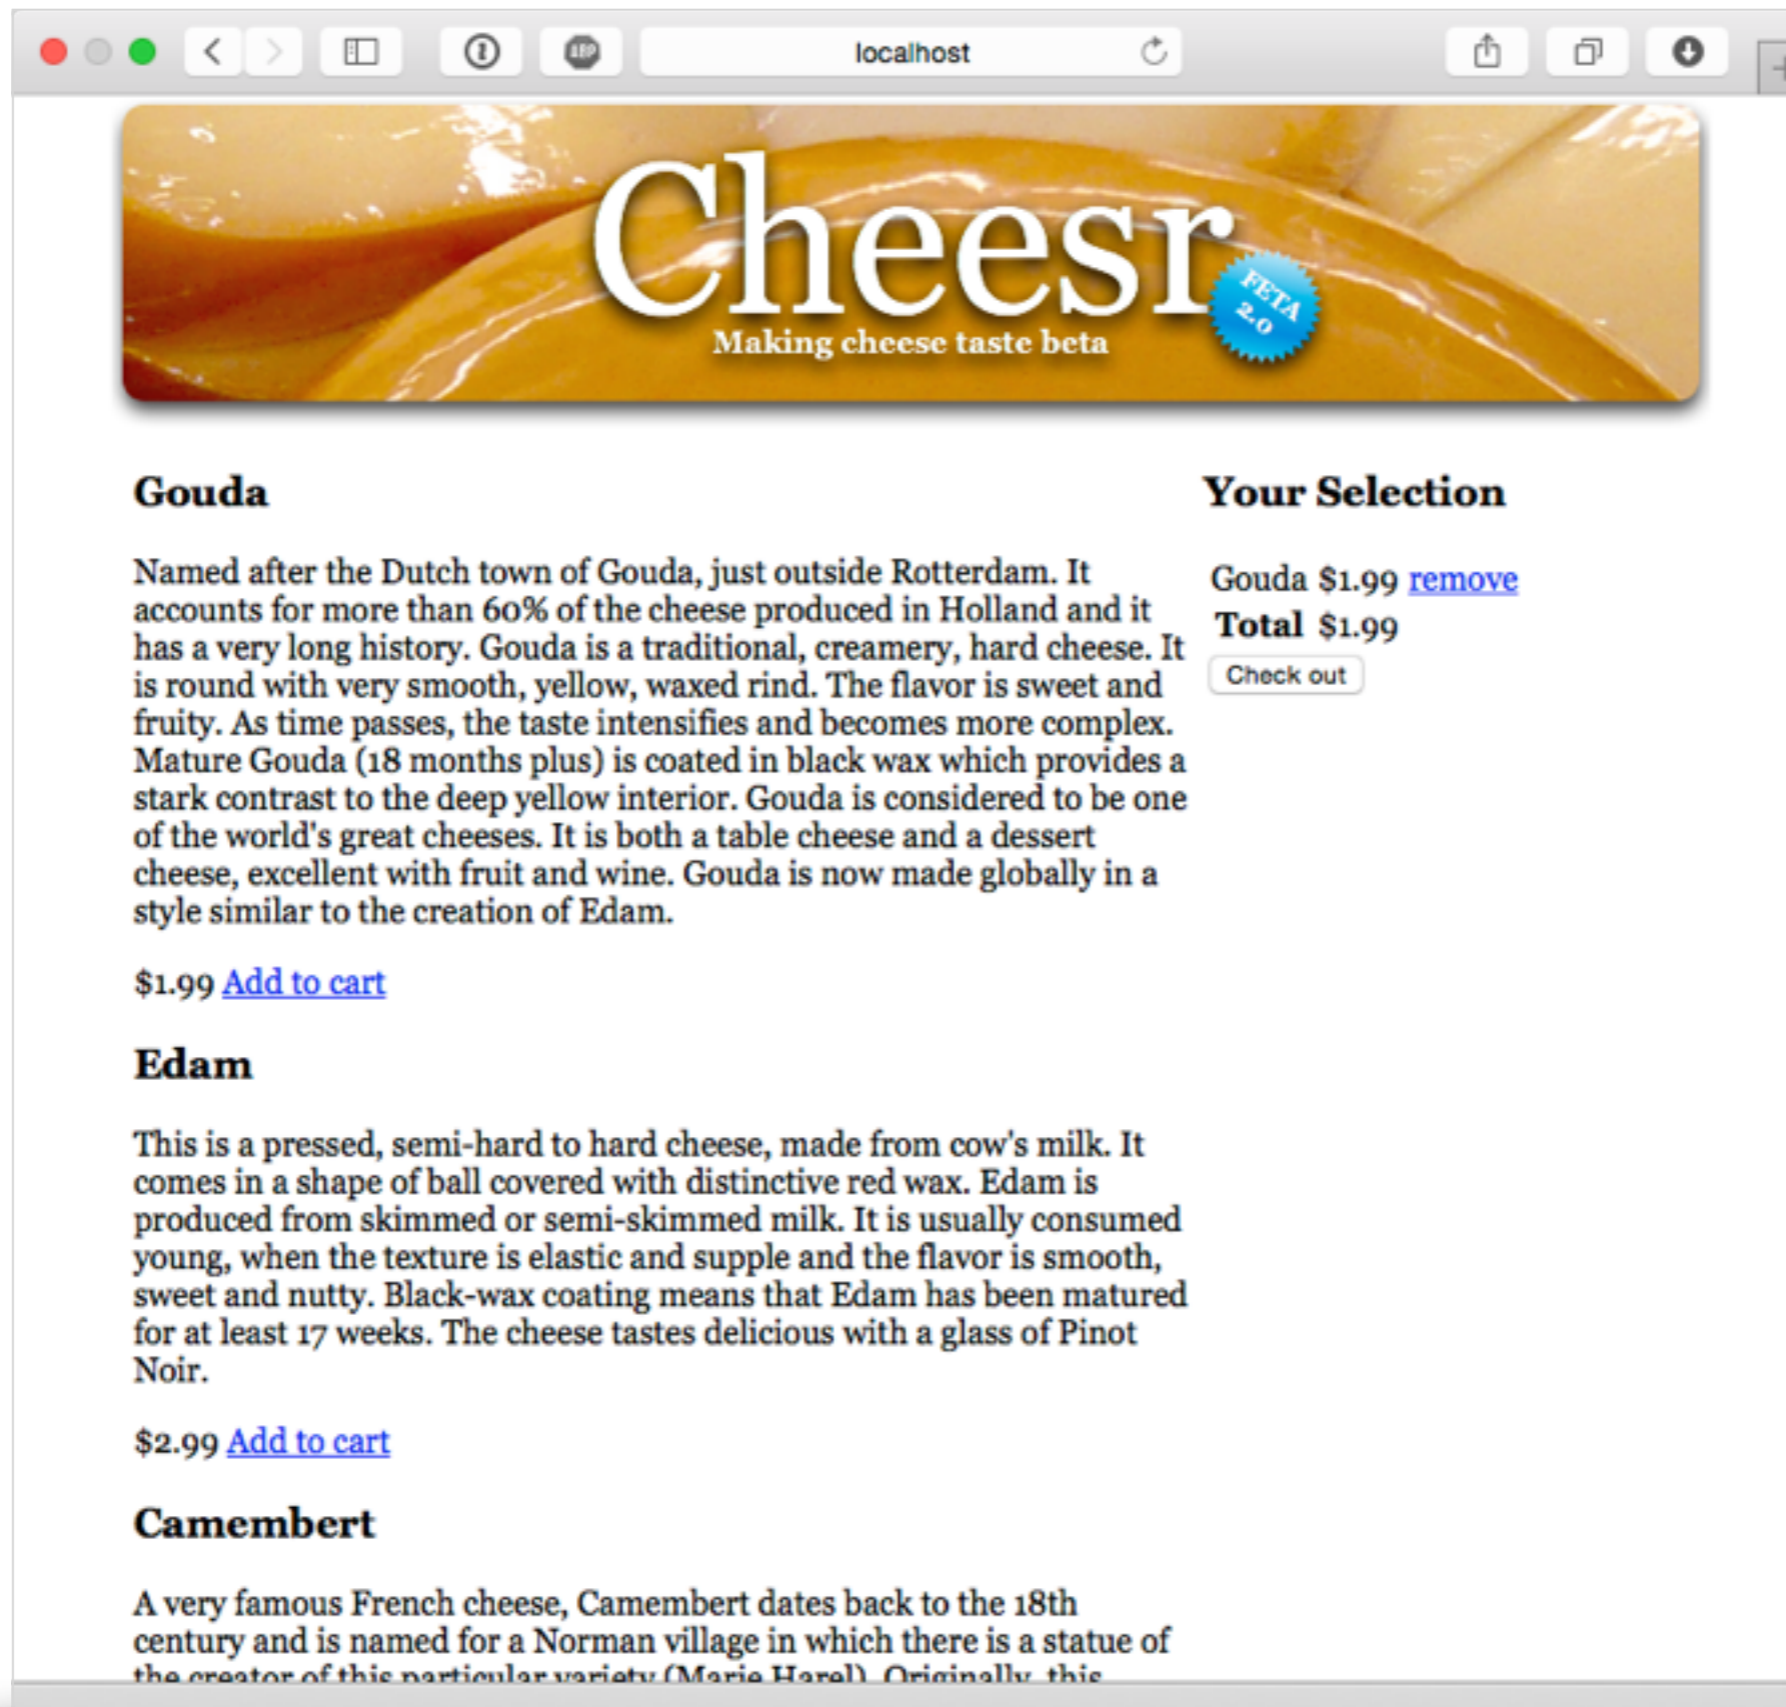 localhost
ABP
Cheesr
FETA
2.0
Making cheese taste beta
Gouda
Named after the Dutch town of Gouda, just outside Rotterdam. It
accounts for more than 60% of the cheese produced in Holland and it
has a very long history. Gouda is a traditional, creamery, hard cheese. It
is round with very smooth, yellow, waxed rind. The flavor is sweet and
fruity. As time passes, the taste intensifies and becomes more complex.
Mature Gouda (18 months plus) is coated in black wax which provides a
stark contrast to the deep yellow interior. Gouda is considered to be one
of the world's great cheeses. It is both a table cheese and a dessert
cheese, excellent with fruit and wine. Gouda is now made globally in a
style similar to the creation of Edam.
$1.99 Add to cart
Edam
This is a pressed, semi-hard to hard cheese, made from cow's milk. It
comes in a shape of ball covered with distinctive red wax. Edam is
produced from skimmed or semi-skimmed milk. It is usually consumed
young, when the texture is elastic and supple and the flavor is smooth,
sweet and nutty. Black-wax coating means that Edam has been matured
for at least 17 weeks. The cheese tastes delicious with a glass of Pinot
Noir.
$2.99 Add to cart
Camembert
A very famous French cheese, Camembert dates back to the 18th
century and is named for a Norman village in which there is a statue of
the creator of this particular variety (Marie Harel). Originally, this
Your Selection
Gouda $1.99 remove
Total $1.99
Check out